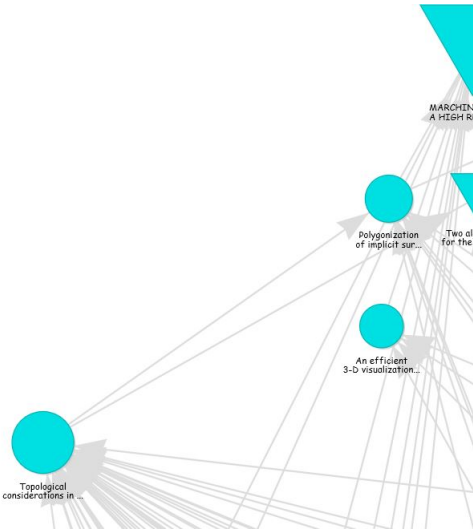 MARCHIN
A HIGH R
Polygonization
of implicit sur...
Two al
for the
An efficient
3-D visualization...
Topological
considerations in ...